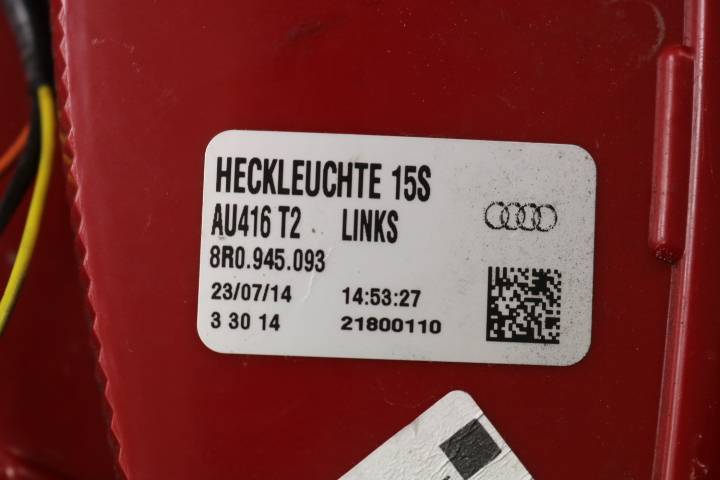 HECKLEUCHTE 15S
AU416 T2 LINKS
8R0.945.093
23/07/14 14:53:27
3 30 14 21800110